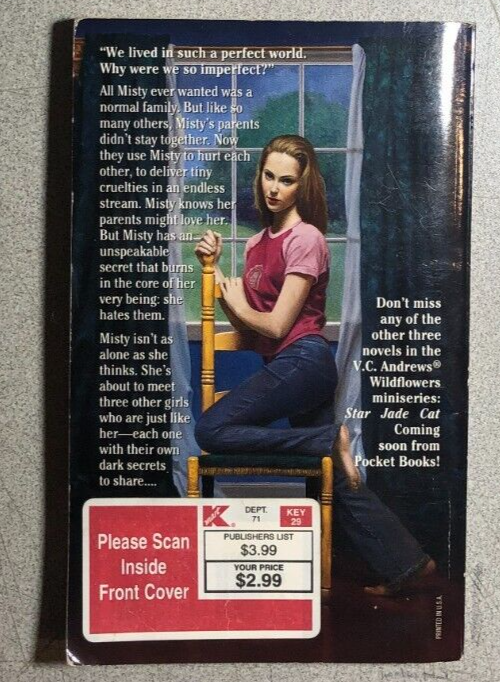 "We lived in such a perfect world.
Why were we so imperfect?"
All Misty ever wanted was a
normal family. But like so
many others, Misty's parents
didn't stay together. Now
they use Misty to hurt each
other, to deliver tiny
cruelties in an endless
stream. Misty knows her
parents might love her.
But Misty has an
unspeakable
secret that burns
in the core of her
very being: she
hates them.
Misty isn't as
alone as she
thinks. She's
about to meet
three other girls
who are just like
her—each one
with their own
dark secrets
to share....
Don't miss
any of the
other three
novels in the
V.C. Andrews®
Wildflowers
miniseries:
Star Jade Cat
Coming
soon from
Pocket Books!
Please Scan
Inside
Front Cover
K
DEPT.
71
KEY
29
PUBLISHERS LIST
$3.99
YOUR PRICE
$2.99
PRINTED IN U.S.A.